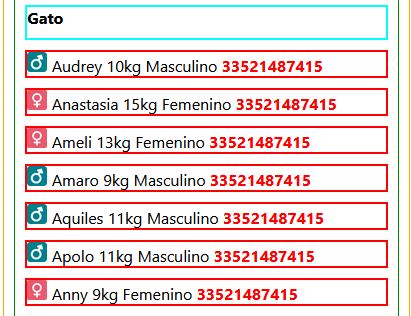 Gato
Audrey 10kg Masculino 33521487415
Anastasia 15kg Femenino 33521487415
Ameli 13kg Femenino 33521487415
Amaro 9kg Masculino 33521487415
Aquiles 11kg Masculino 33521487415
Apolo 11kg Masculino 33521487415
Anny 9kg Femenino 33521487415